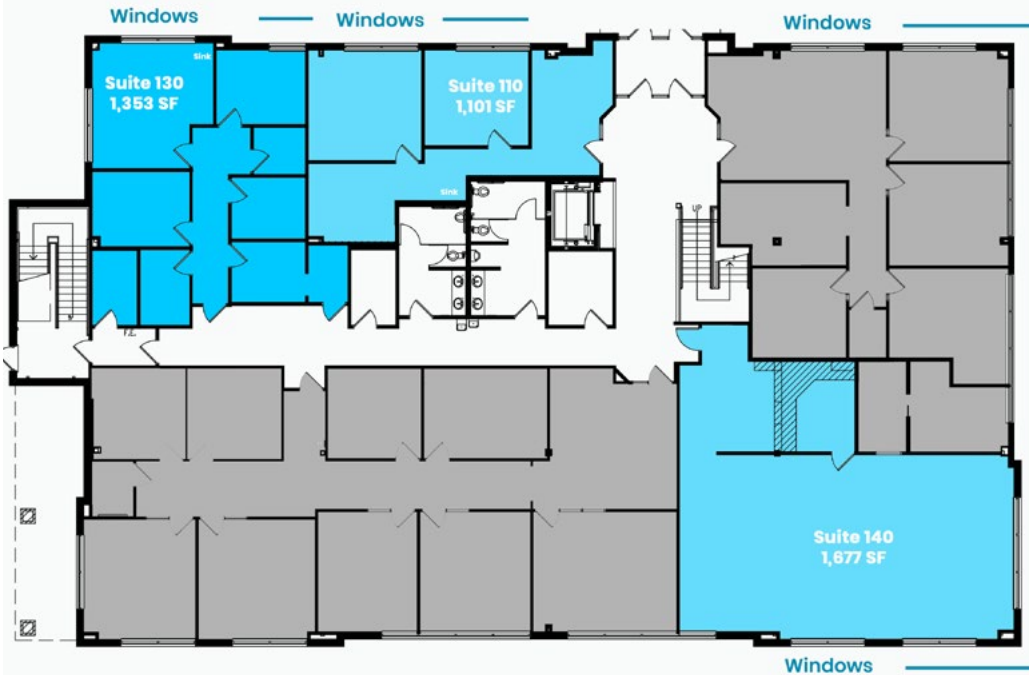 Windows
Windows
Windows
Sink
Suite 130
1,353 SF
Suite 110
1,101 SF
Sink
UP
Suite 140
1,677 SF
Windows